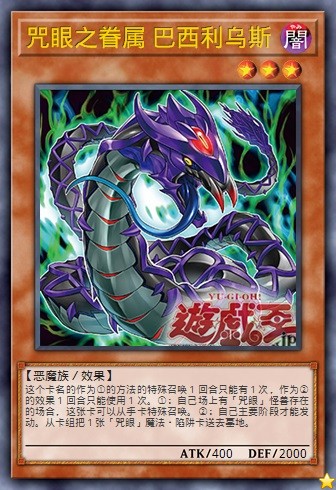 咒眼之眷属 巴西利乌斯
闇
YU-GI-OH!
遊戯王
【恶魔族／效果】
这个卡名的作为①的方法的特殊召唤１回合只能有１次，作为②
的效果１回合只能使用１次。①：自己场上有「咒眼」怪兽存在
的场合，这张卡可以从手卡特殊召唤。②：自己主要阶段才能发
动。从卡组把１张「咒眼」魔法·陷阱卡送去墓地。
ATK/400 DEF/2000